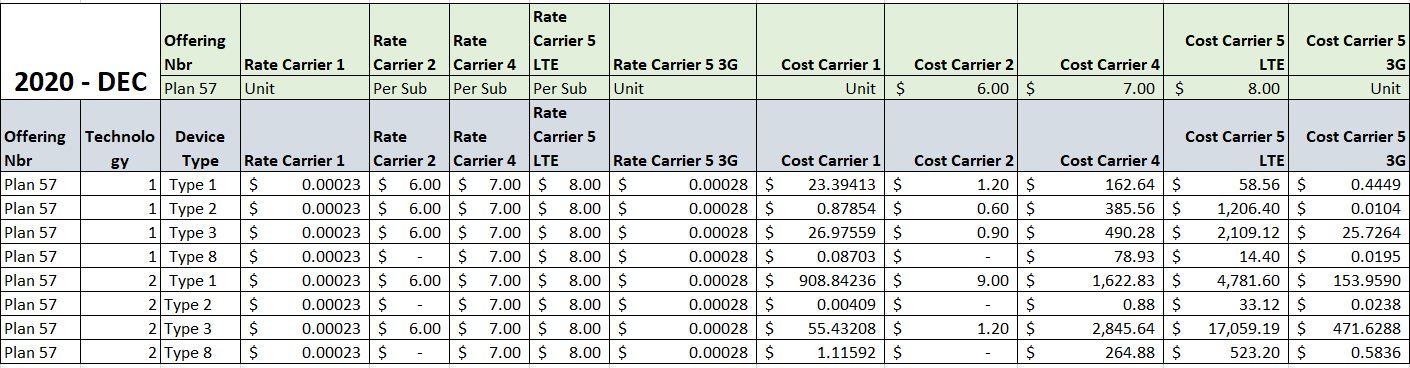 2020 - DEC Offering Nbr Rate Carrier 1 Rate Carrier 2 Rate Carrier 4 Rate Carrier 5 LTE Rate Carrier 5 3G Cost Carrier 1 Cost Carrier 2 Cost Carrier 4 Cost Carrier 5 LTE Cost Carrier 5 3G
Plan 57 Unit Per Sub Per Sub Per Sub Unit Unit $ 6.00 $ 7.00 $ 8.00 Unit
Offering Nbr Technology Device Type Rate Carrier 1 Rate Carrier 2 Rate Carrier 4 Rate Carrier 5 LTE Rate Carrier 5 3G Cost Carrier 1 Cost Carrier 2 Cost Carrier 4 Cost Carrier 5 LTE Cost Carrier 5 3G
Plan 57 1 Type 1 $ 0.00023 $ 6.00 $ 7.00 $ 8.00 $ 0.00028 $ 23.39413 $ 1.20 $ 162.64 $ 58.56 $ 0.4449
Plan 57 1 Type 2 $ 0.00023 $ 6.00 $ 7.00 $ 8.00 $ 0.00028 $ 0.87854 $ 0.60 $ 385.56 $ 1,206.40 $ 0.0104
Plan 57 1 Type 3 $ 0.00023 $ 6.00 $ 7.00 $ 8.00 $ 0.00028 $ 26.97559 $ 0.90 $ 490.28 $ 2,109.12 $ 25.7264
Plan 57 1 Type 8 $ 0.00023 $ - $ 7.00 $ 8.00 $ 0.00028 $ 0.08703 $ - $ 78.93 $ 14.40 $ 0.0195
Plan 57 2 Type 1 $ 0.00023 $ 6.00 $ 7.00 $ 8.00 $ 0.00028 $ 908.84236 $ 9.00 $ 1,622.83 $ 4,781.60 $ 153.9590
Plan 57 2 Type 2 $ 0.00023 $ - $ 7.00 $ 8.00 $ 0.00028 $ 0.00409 $ - $ 0.88 $ 33.12 $ 0.0238
Plan 57 2 Type 3 $ 0.00023 $ 6.00 $ 7.00 $ 8.00 $ 0.00028 $ 55.43208 $ 1.20 $ 2,845.64 $ 17,059.19 $ 471.6288
Plan 57 2 Type 8 $ 0.00023 $ - $ 7.00 $ 8.00 $ 0.00028 $ 1.11592 $ - $ 264.88 $ 523.20 $ 0.5836